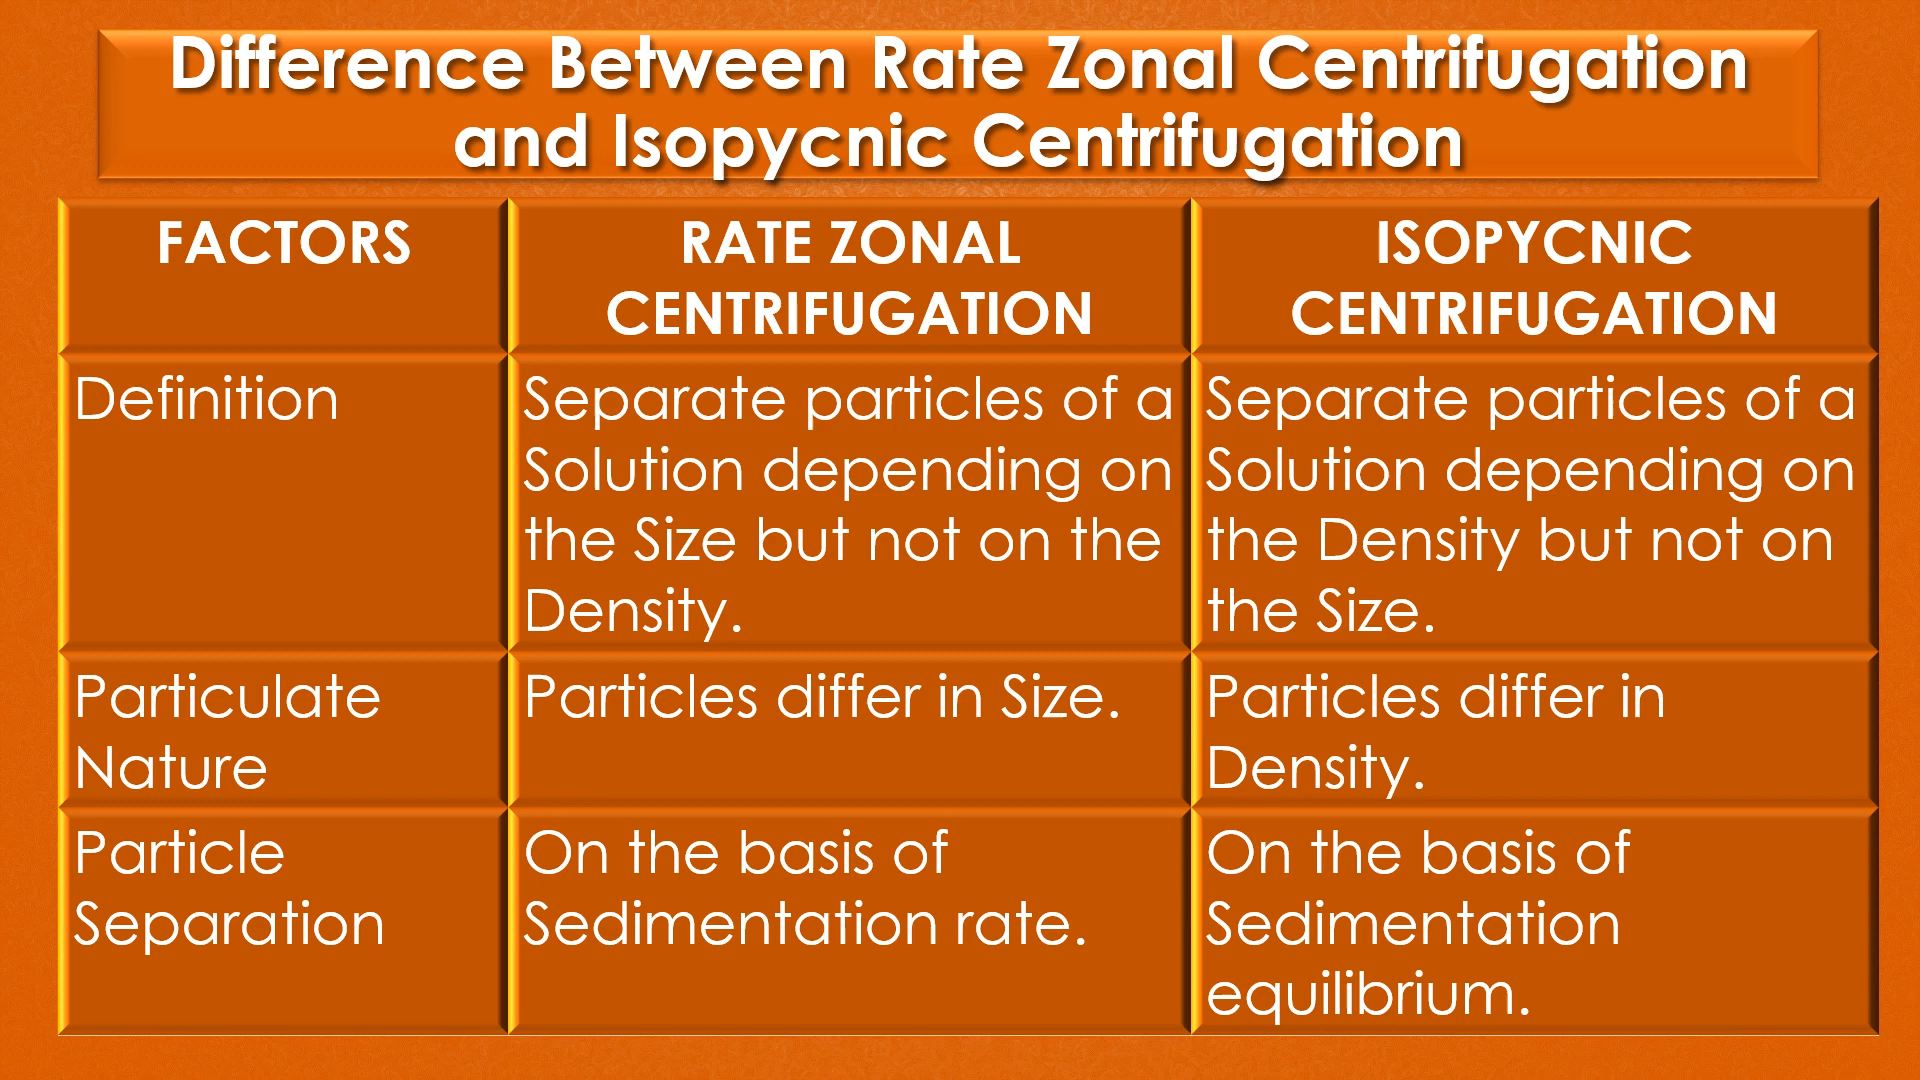 Difference Between Rate Zonal Centrifugation
and Isopycnic Centrifugation
FACTORS
RATE ZONAL
CENTRIFUGATION
ISOPYCNIC
CENTRIFUGATION
Definition
Separate particles of a
Solution depending on
the Size but not on the
Density.
Separate particles of a
Solution depending on
the Density but not on
the Size.
Particulate
Nature
Particles differ in Size.
Particles differ in
Density.
Particle
Separation
On the basis of
Sedimentation rate.
On the basis of
Sedimentation
equilibrium.